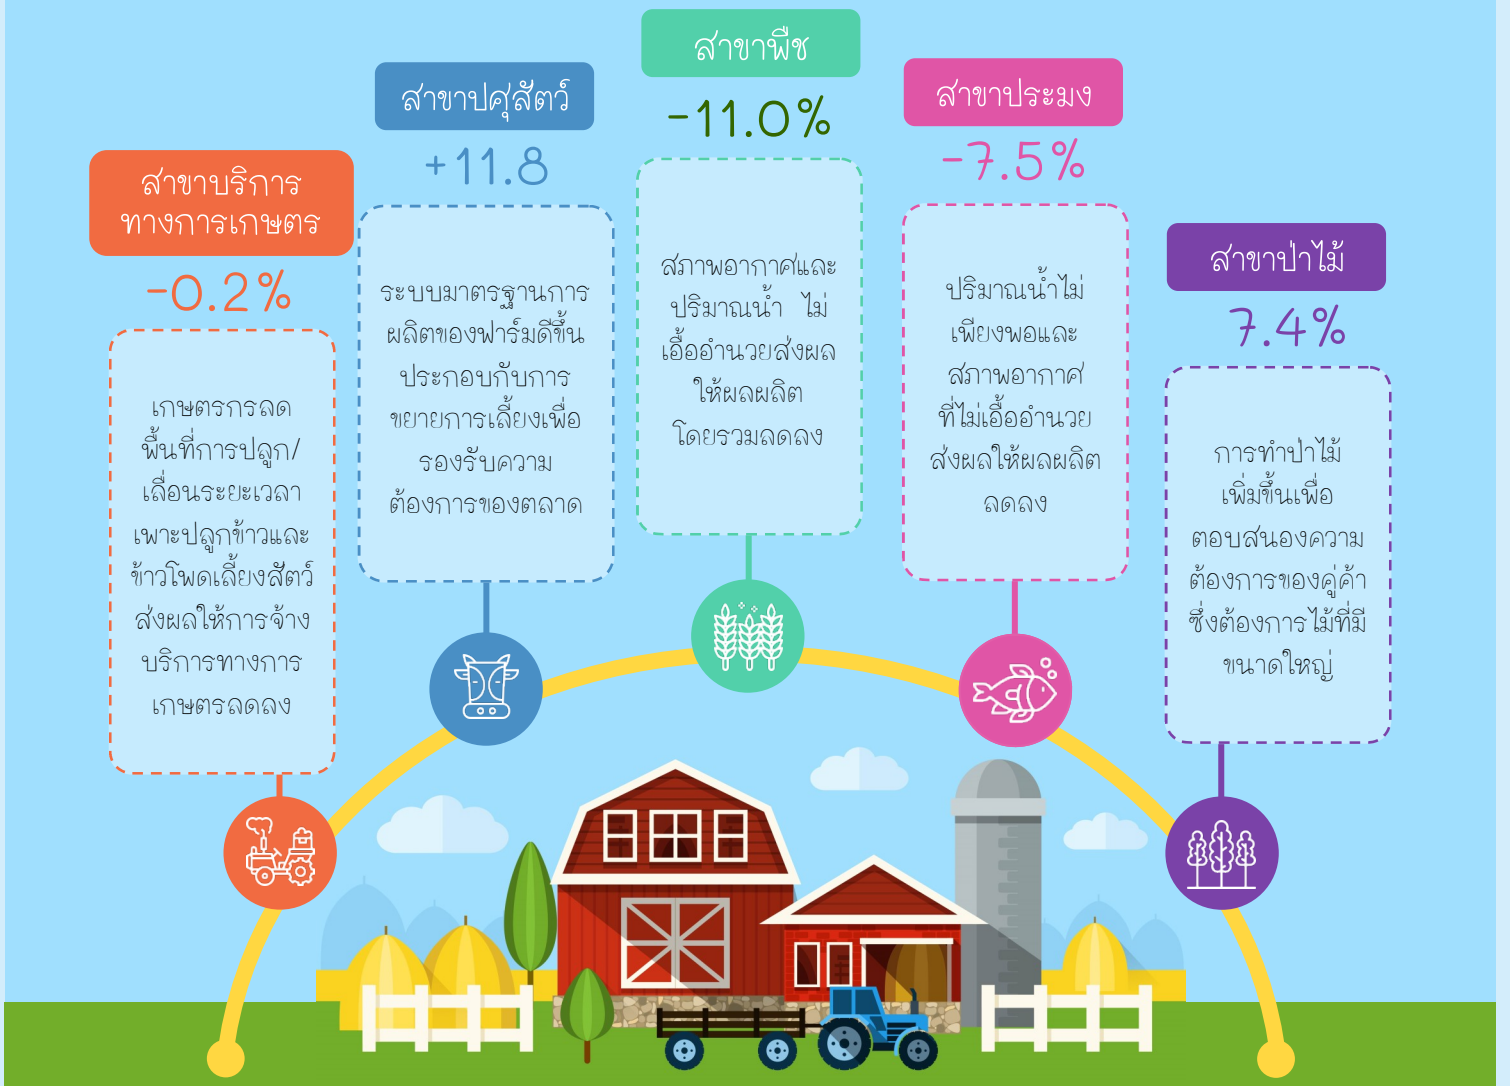 สาขาบริการ
ทางการเกษตร
-0.2%
เกษตรกรลด
พื้นที่การปลูก/
เลื่อนระยะเวลา
เพาะปลูกข้าวและ
ข้าวโพดเลี้ยงสัตว์
ส่งผลให้การจ้าง
บริการทางการ
เกษตรลดลง
สาขาปศุสัตว์
+11.8
ระบบมาตรฐานการ
ผลิตของฟาร์มดีขึ้น
ประกอบกับการ
ขยายการเลี้ยงเพื่อ
รองรับความ
ต้องการของตลาด
สาขาพืช
-11.0%
สภาพอากาศและ
ปริมาณน้ำ ไม่
เอื้ออำนวยส่งผล
ให้ผลผลิต
โดยรวมลดลง
สาขาประมง
-7.5%
ปริมาณน้ำไม่
เพียงพอและ
สภาพอากาศ
ที่ไม่เอื้ออำนวย
ส่งผลให้ผลผลิต
ลดลง
สาขาป่าไม้
7.4%
การทำป่าไม้
เพิ่มขึ้นเพื่อ
ตอบสนองความ
ต้องการของคู่ค้า
ซึ่งต้องการไม้ที่มี
ขนาดใหญ่